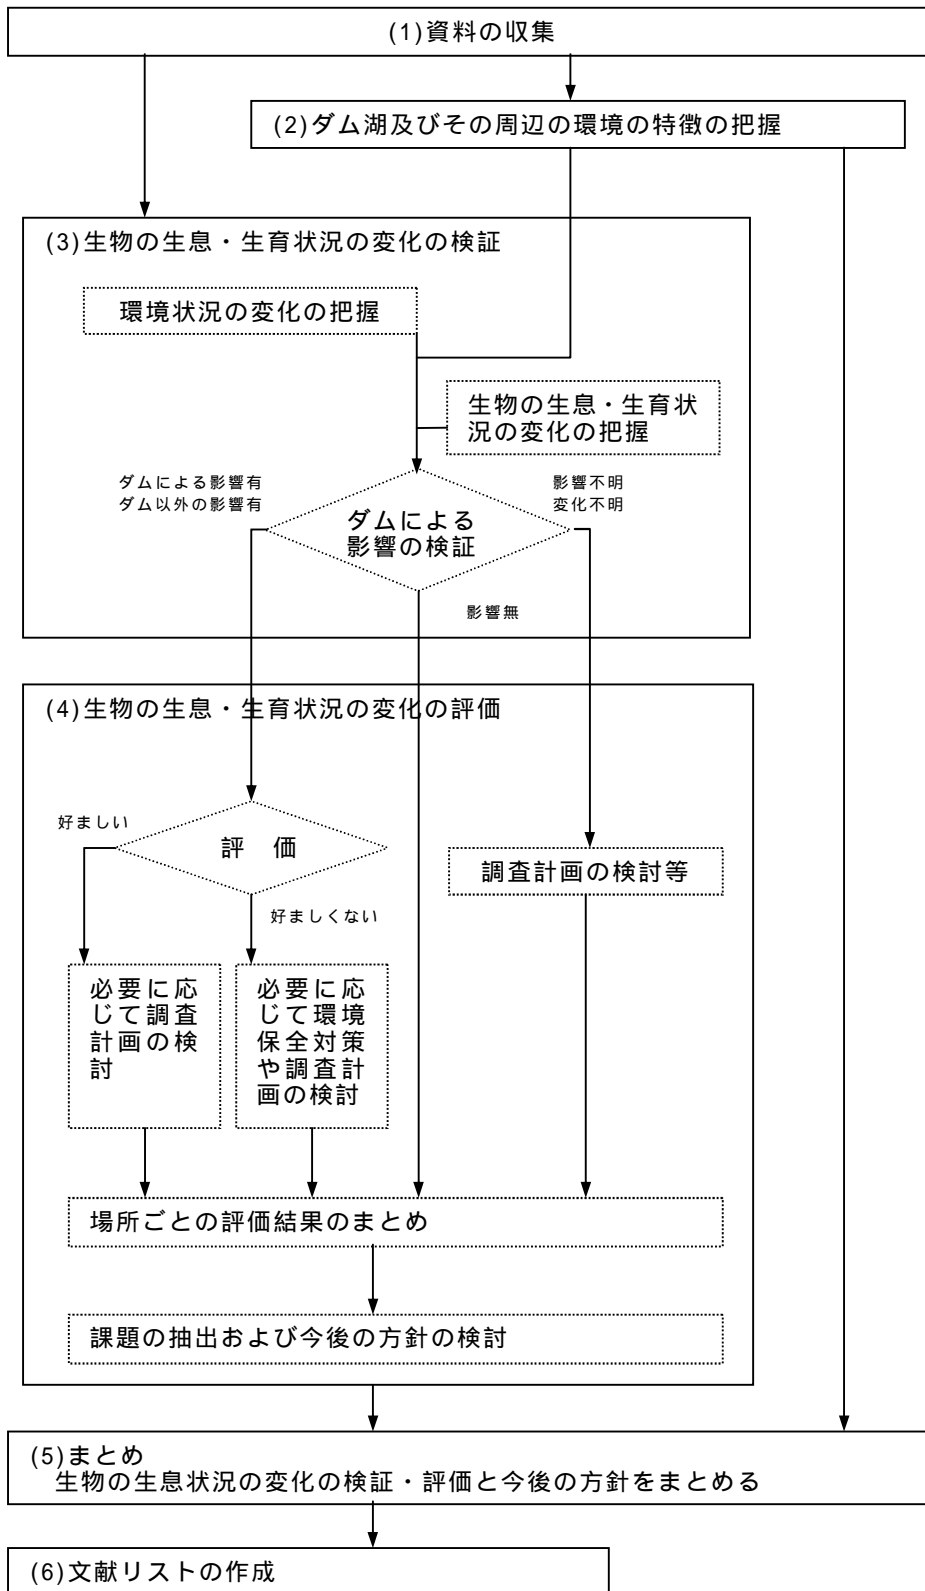 (1)資料の収集
(2)ダム湖及びその周辺の環境の特徴の把握
(3)生物の生息・生育状況の変化の検証
環境状況の変化の把握
生物の生息・生育状
況の変化の把握
ダムによる影響有
ダム以外の影響有
影響不明
変化不明
ダムによる
影響の検証
影響無
(4)生物の生息・生育状況の変化の評価
好ましい
評　価
調査計画の検討等
好ましくない
必要に応
じて調査
計画の検
討
必要に応
じて環境
保全対策
や調査計
画の検討
場所ごとの評価結果のまとめ
課題の抽出および今後の方針の検討
(5)まとめ
生物の生息状況の変化の検証・評価と今後の方針をまとめる
(6)文献リストの作成